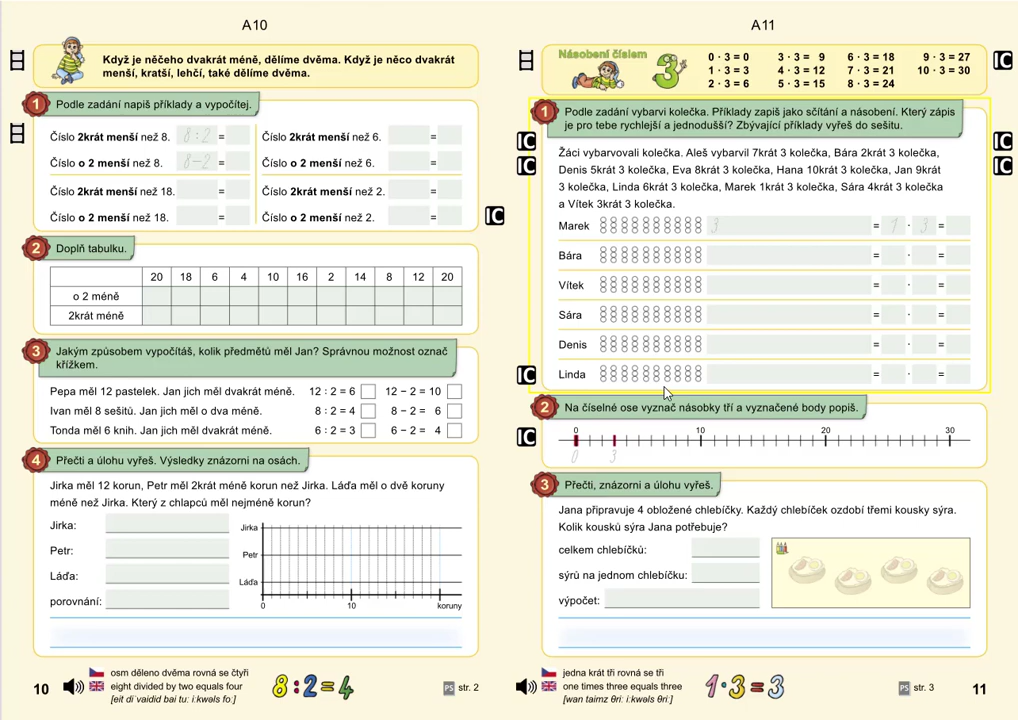 A10
Když je něčeho dvakrát méně, dělíme dvěma. Když je něco dvakrát
menší, kratší, lehčí, také dělíme dvěma.
1 Podle zadání napiš příklady a vypočítej.
Číslo 2krát menší než 8. 8 : 2 =
Číslo o 2 menší než 8. 8 – 2 =
Číslo 2krát menší než 18. =
Číslo o 2 menší než 18. =
Číslo 2krát menší než 6. =
Číslo o 2 menší než 6. =
Číslo 2krát menší než 2. =
Číslo o 2 menší než 2. =
IC
2 Doplň tabulku.
20 18 6 4 10 16 2 14 8 12 20
o 2 méně
2krát méně
3 Jakým způsobem vypočítáš, kolik předmětů měl Jan? Správnou možnost označ
křížkem.
Pepa měl 12 pastelek. Jan jich měl dvakrát méně. 12 : 2 = 6 12 – 2 = 10
Ivan měl 8 sešitů. Jan jich měl o dva méně. 8 : 2 = 4 8 – 2 = 6
Tonda měl 6 knih. Jan jich měl dvakrát méně. 6 : 2 = 3 6 – 2 = 4
4 Přečti a úlohu vyřeš. Výsledky znázorni na osách.
Jirka měl 12 korun, Petr měl 2krát méně korun než Jirka. Láďa měl o dvě koruny
méně než Jirka. Který z chlapců měl nejméně korun?
Jirka:
Petr:
Láďa:
porovnání:
Jirka
Petr
Láďa
0 10 koruny
10
osm děleno dvěma rovná se čtyři
eight divided by two equals four
[eit di´vaidid bai tu: i:kwəls fo:]
8:2=4
PS str. 2
A11
Násobení číslem 3
0 · 3 = 0 3 · 3 = 9 6 · 3 = 18 9 · 3 = 27
1 · 3 = 3 4 · 3 = 12 7 · 3 = 21 10 · 3 = 30
2 · 3 = 6 5 · 3 = 15 8 · 3 = 24
IC
1 Podle zadání vybarvi kolečka. Příklady zapiš jako sčítání a násobení. Který zápis
je pro tebe rychlejší a jednodušší? Zbývající příklady vyřeš do sešitu.
IC IC
IC IC
Žáci vybarvovali kolečka. Aleš vybarvil 7krát 3 kolečka, Bára 2krát 3 kolečka,
Denis 5krát 3 kolečka, Eva 8krát 3 kolečka, Hana 10krát 3 kolečka, Jan 9krát
3 kolečka, Linda 6krát 3 kolečka, Marek 1krát 3 kolečka, Sára 4krát 3 kolečka
a Vítek 3krát 3 kolečka.
Marek 3 = 1 · 3 =
Bára = · =
Vítek = · =
Sára = · =
Denis = · =
Linda = · =
IC
2 Na číselné ose vyznač násobky tří a vyznačené body popiš.
IC
0 10 20 30
0 3
3 Přečti, znázorni a úlohu vyřeš.
Jana připravuje 4 obložené chlebíčky. Každý chlebíček ozdobí třemi kousky sýra.
Kolik kousků sýra Jana potřebuje?
celkem chlebíčků:
sýrů na jednom chlebíčku:
výpočet:
jedna krát tři rovná se tři
one times three equals three
[wan taimz θri: i:kwəls θri:]
1·3=3
PS str. 3
11